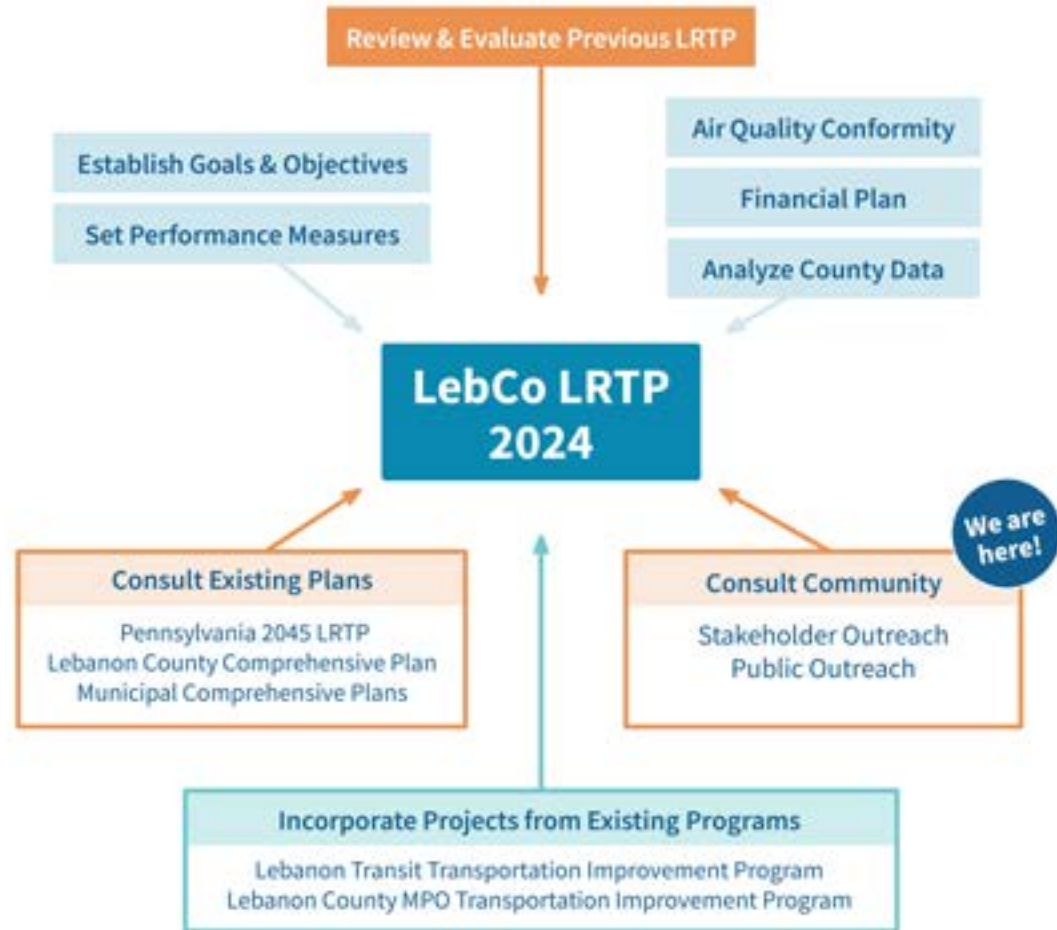 Review & Evaluate Previous LRTP
Establish Goals & Objectives
Set Performance Measures
Air Quality Conformity
Financial Plan
Analyze County Data
LebCo LRTP
2024
We are
here!
Consult Existing Plans
Pennsylvania 2045 LRTP
Lebanon County Comprehensive Plan
Municipal Comprehensive Plans
Consult Community
Stakeholder Outreach
Public Outreach
Incorporate Projects from Existing Programs
Lebanon Transit Transportation Improvement Program
Lebanon County MPO Transportation Improvement Program